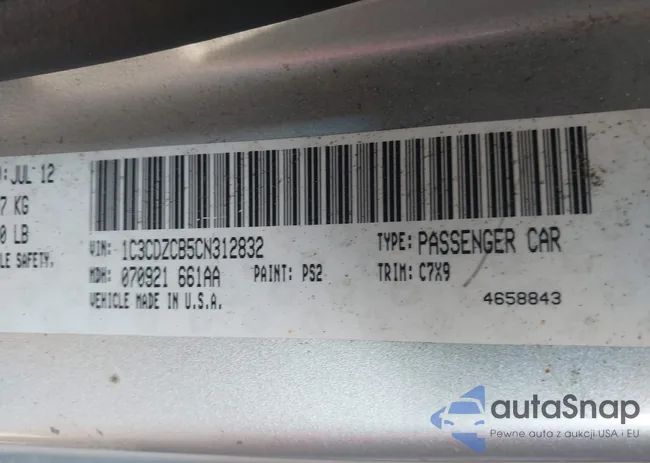 : JUL 12
7 KG
0 LB
LE SAFETY.
VIN: 1C3CDZCB5CN312832
TYPE: PASSENGER CAR
MDH: 070921 661AA
PAINT: PS2
TRIM: C7X9
VEHICLE MADE IN U.S.A.
4658843
autoSnap
Pewne auta z aukcji USA i EU